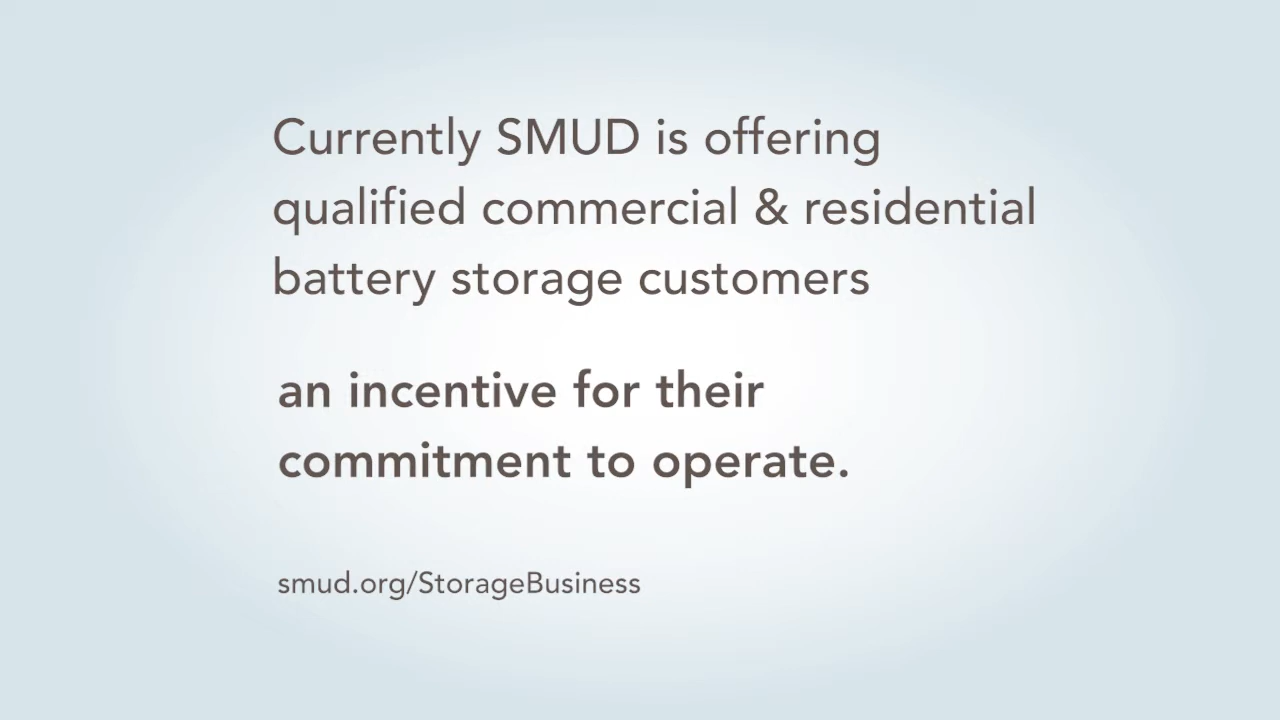 Currently SMUD is offering
qualified commercial & residential
battery storage customers
an incentive for their
commitment to operate.
smud.org/StorageBusiness